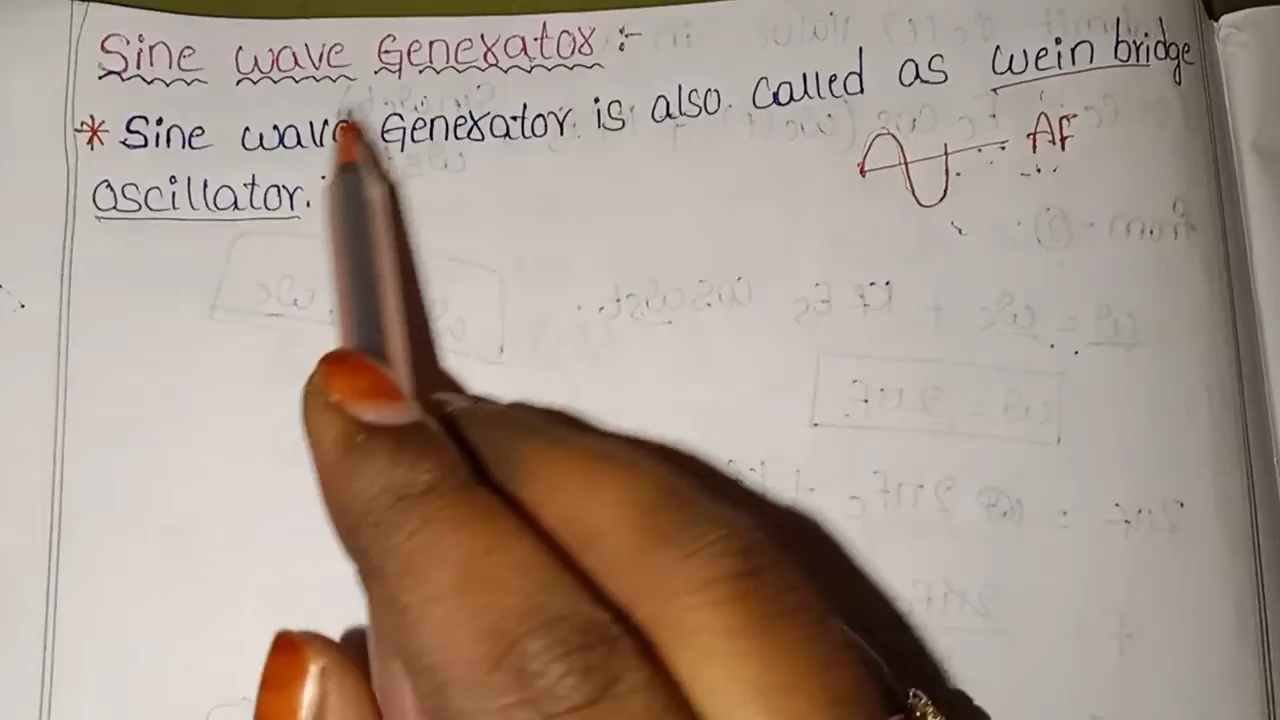 Sine wave Generator :-
* Sine wave Generator is also called as wein bridge
oscillator.
AF